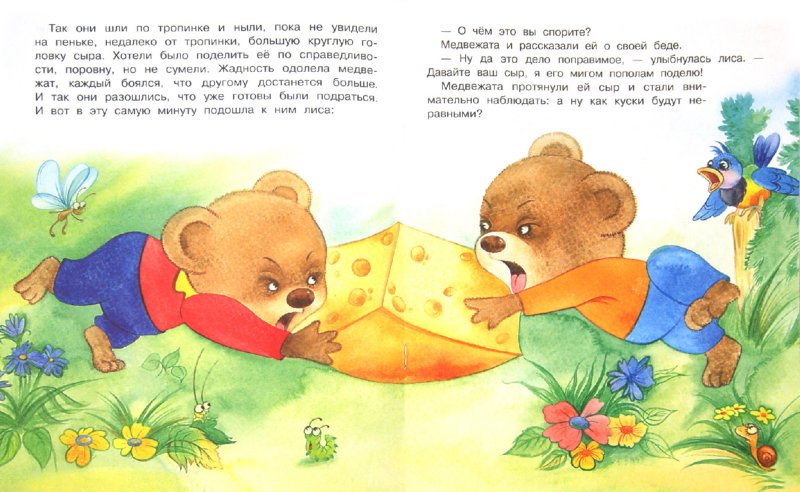 Так они шли по тропинке и ныли, пока не увидели
на пеньке, недалеко от тропинки, большую круглую го-
ловку сыра. Хотели было поделить её по справедливо-
сти, поровну, но не сумели. Жадность одолела медве-
жат, каждый боялся, что другому достанется больше.
И так они разошлись, что уже готовы были подраться.
И вот в эту самую минуту подошла к ним лиса:
— О чём это вы спорите?
Медвежата и рассказали ей о своей беде.
— Ну да это дело поправимое, — улыбнулась лиса. —
Давайте ваш сыр, я его мигом пополам поделю!
Медвежата протянули ей сыр и стали вни-
мательно наблюдать: а ну как куски будут не-
равными?